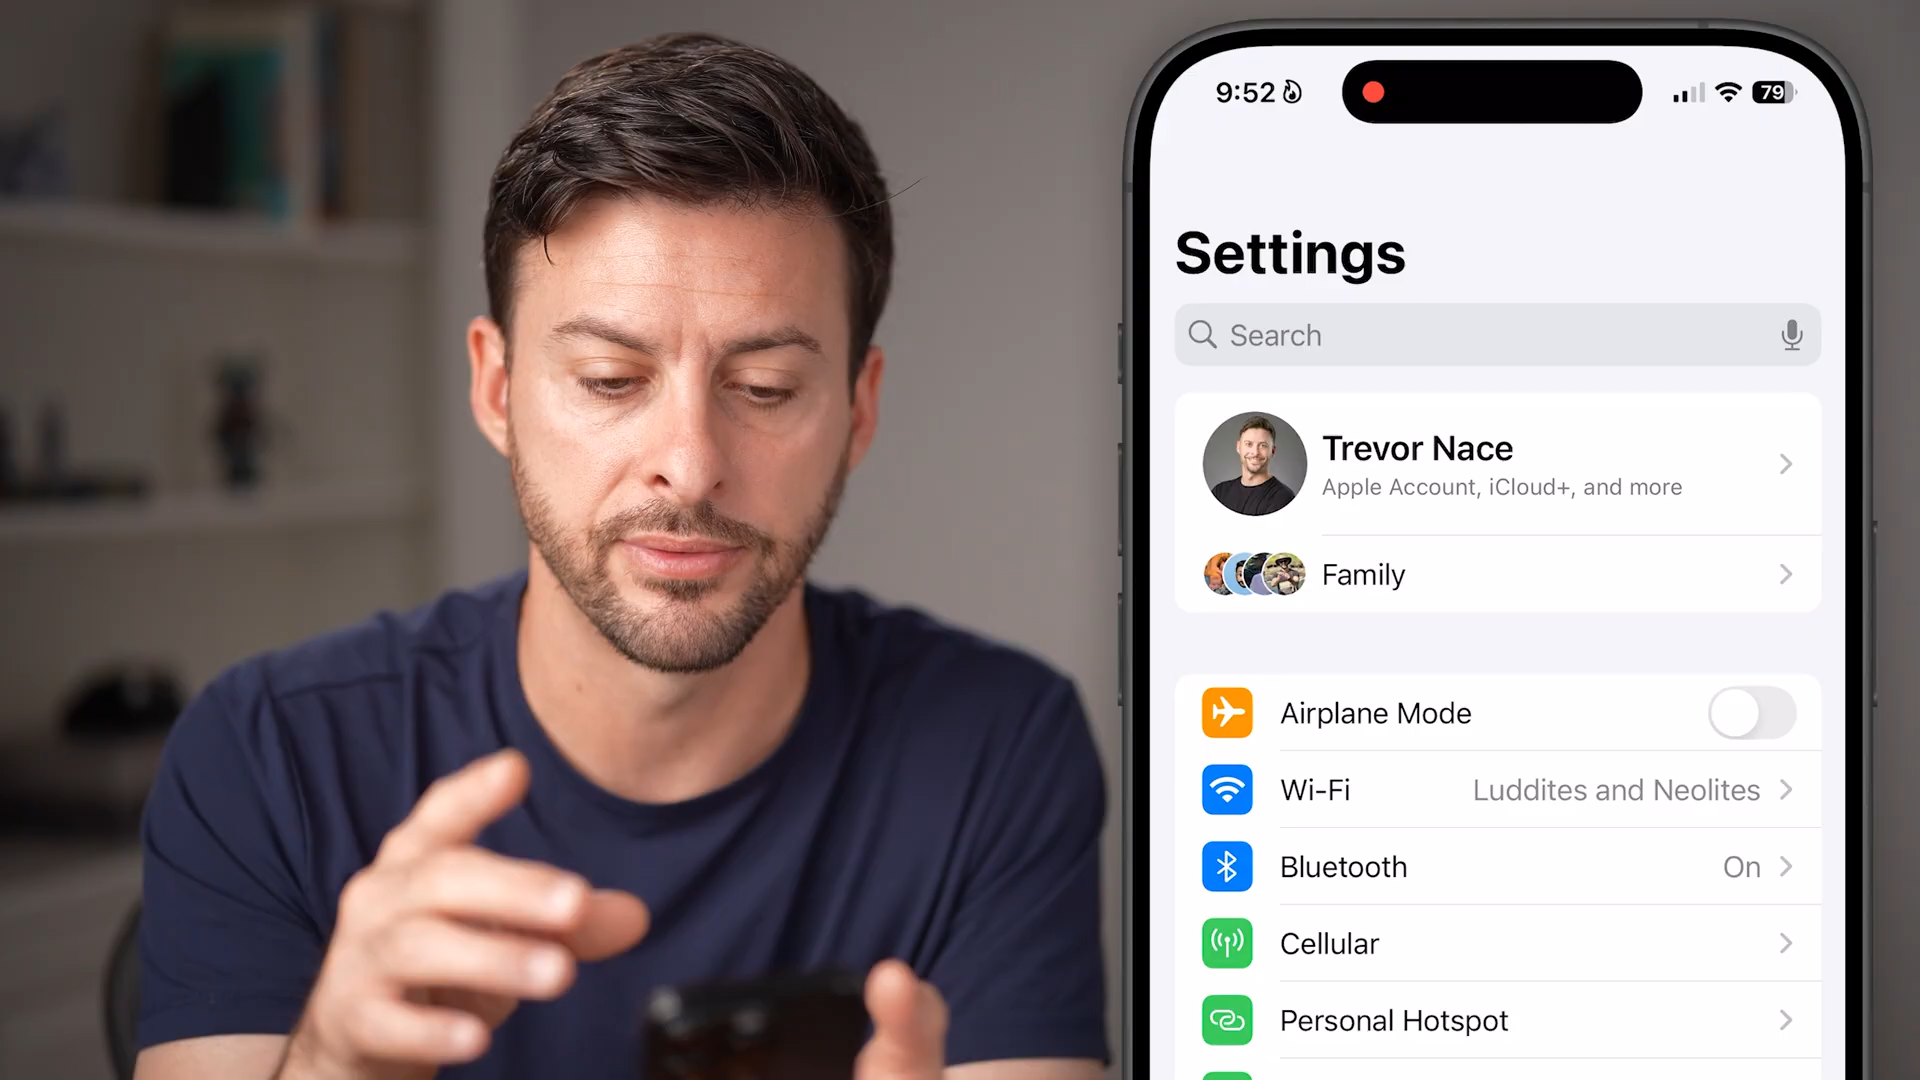 9:52
79
Settings
Search
Trevor Nace
Apple Account, iCloud+, and more
Family
Airplane Mode
Wi-Fi Luddites and Neolites
Bluetooth On
Cellular
Personal Hotspot